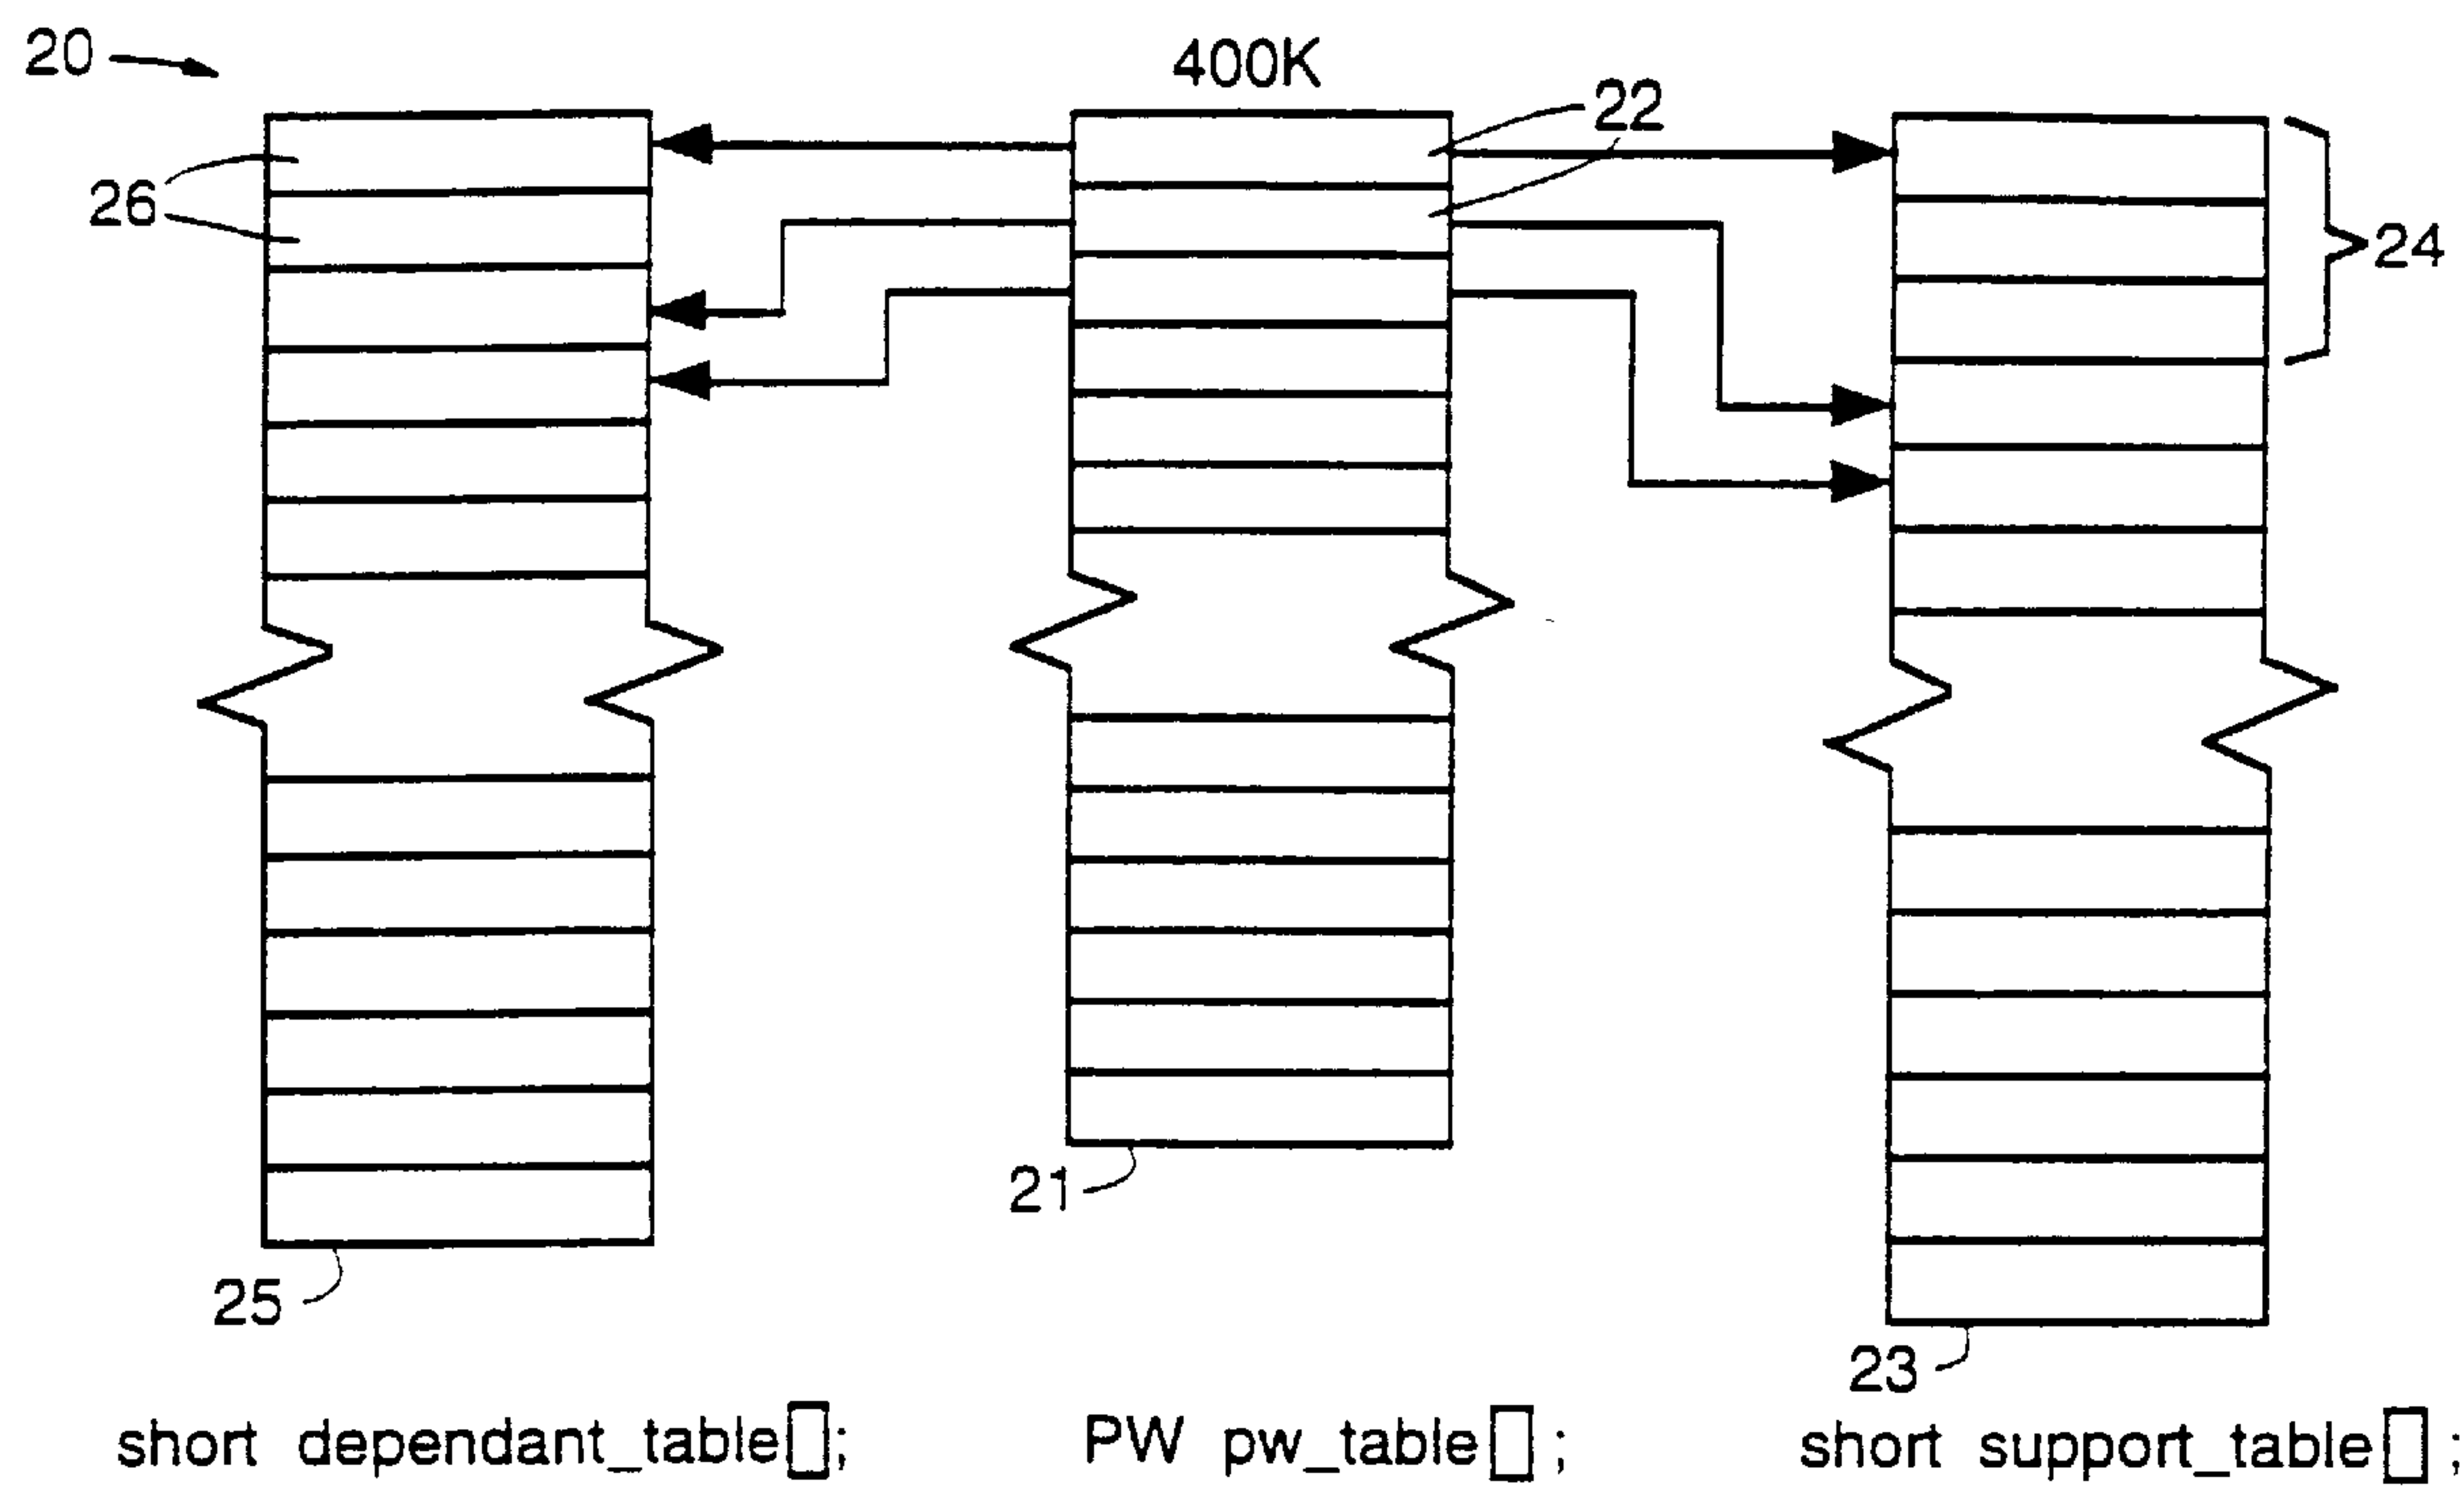 20
400K
22
26
24
21
25
23
short dependant_table[];
PW pw_table[] ;
short support_table[] ;